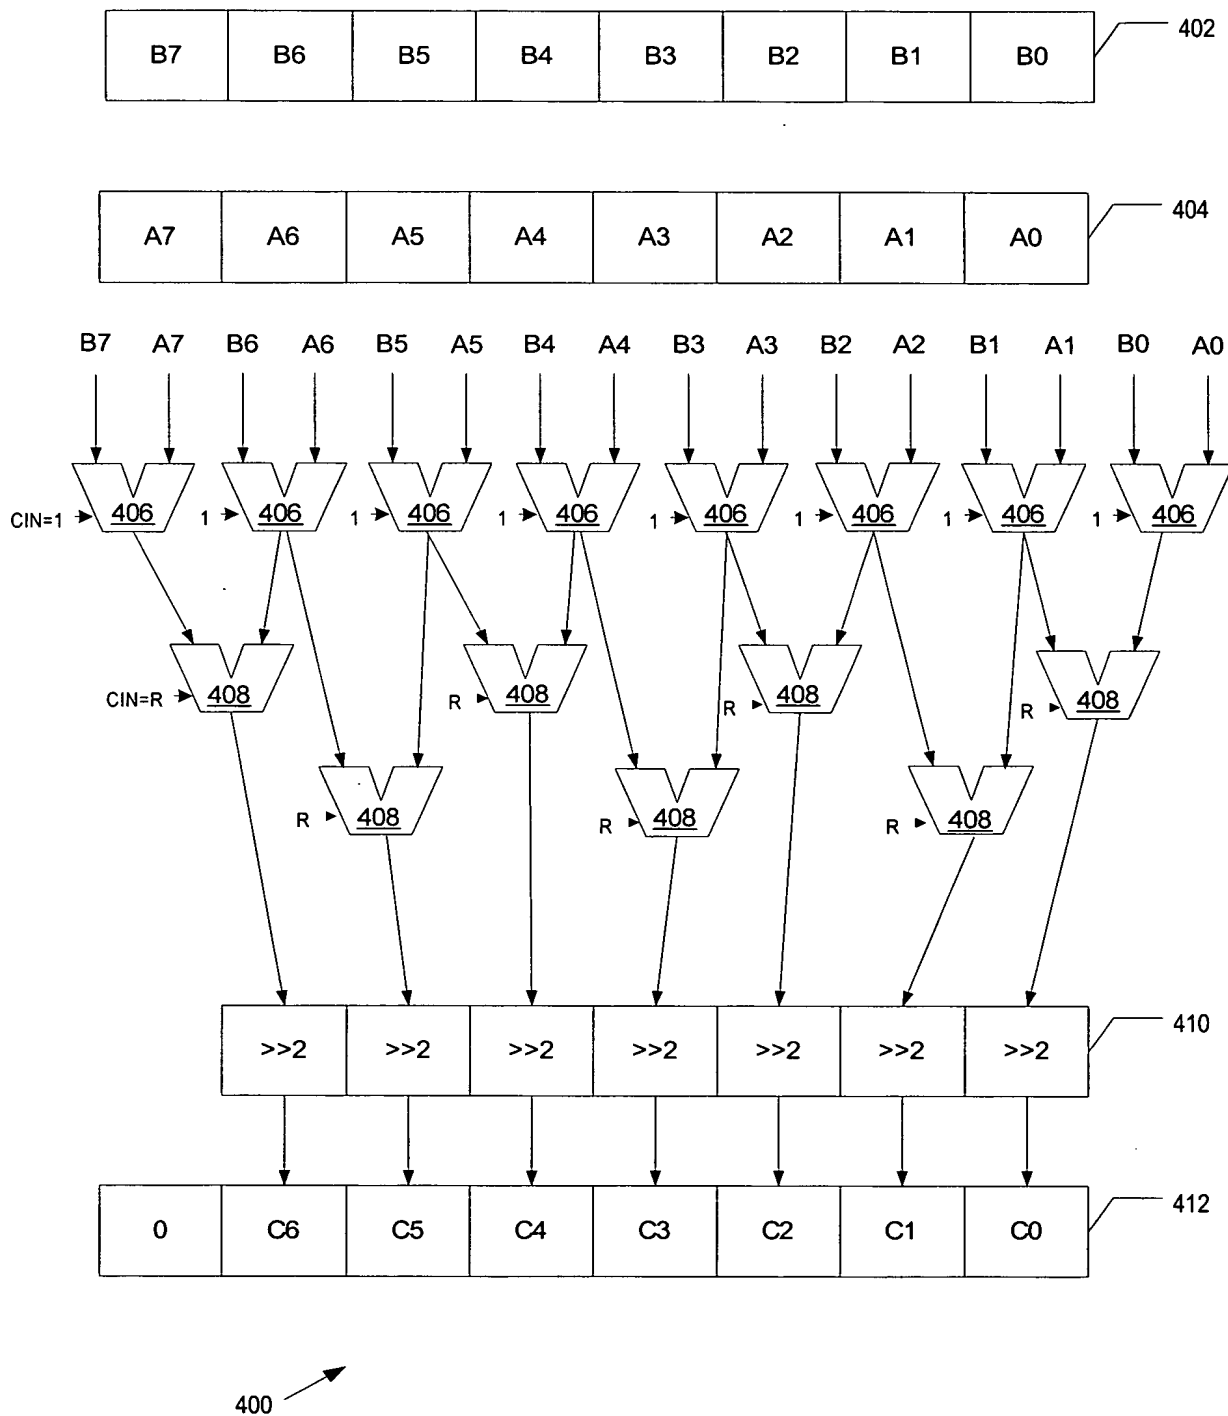 B7 B6 B5 B4 B3 B2 B1 B0 402
A7 A6 A5 A4 A3 A2 A1 A0 404
B7 A7 B6 A6 B5 A5 B4 A4 B3 A3 B2 A2 B1 A1 B0 A0
CIN=1 406 1 406 1 406 1 406 1 406 1 406 1 406 1 406
CIN=R 408 R 408 R 408 R 408
R 408 R 408 R 408
>>2 >>2 >>2 >>2 >>2 >>2 >>2 410
0 C6 C5 C4 C3 C2 C1 C0 412
400